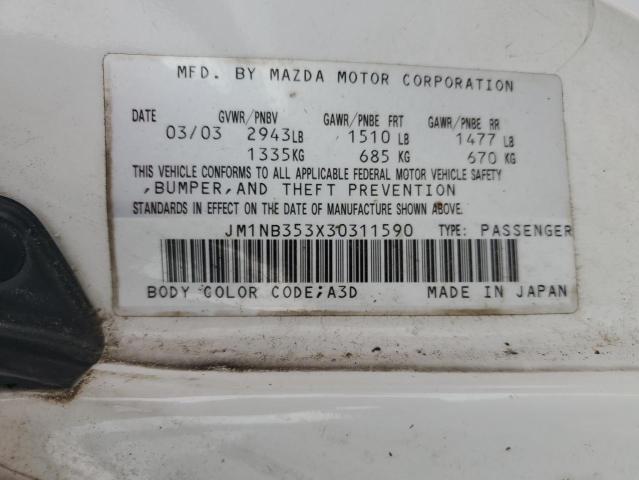 MFD. BY MAZDA MOTOR CORPORATION
DATE GVWR/PNBV GAWR/PNBE FRT GAWR/PNBE RR
03/03 2943LB 1510 LB 1477 LB
1335KG 685 KG 670 KG
THIS VEHICLE CONFORMS TO ALL APPLICABLE FEDERAL MOTOR VEHICLE SAFETY
,BUMPER,AND THEFT PREVENTION
STANDARDS IN EFFECT ON THE DATE OF MANUFACTURE SHOWN ABOVE.
JM1NB353X30311590 TYPE: PASSENGER
BODY COLOR CODE;A3D MADE IN JAPAN